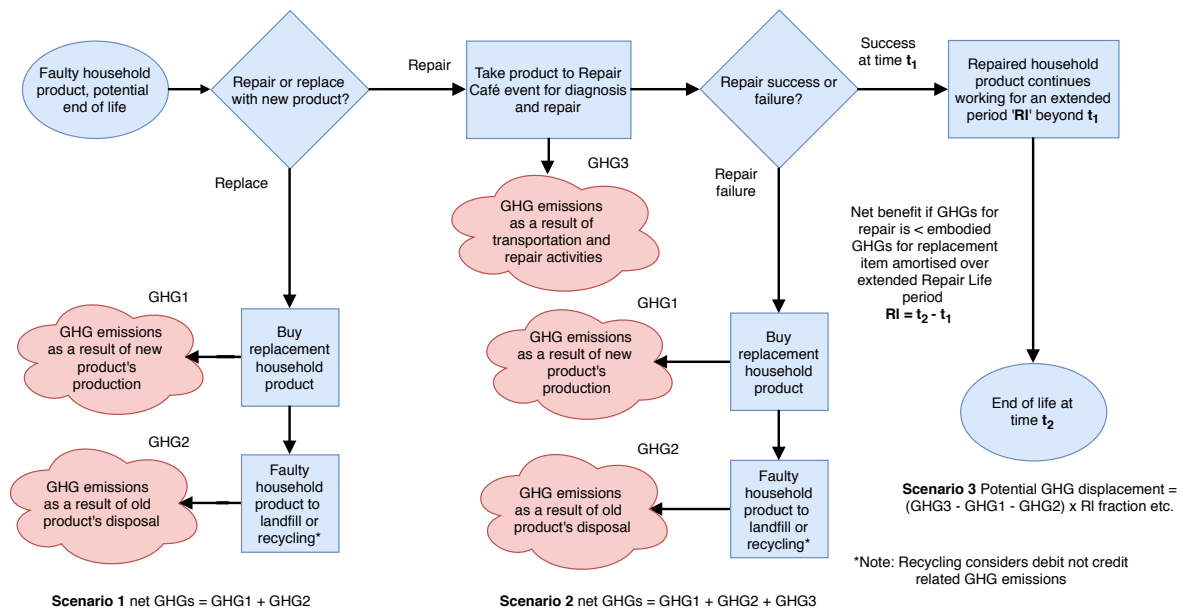 Faulty household
product, potential
end of life
Repair or replace
with new product?
Repair
Take product to Repair
Café event for diagnosis
and repair
Repair success or
failure?
Success
at time t1
Repaired household
product continues
working for an extended
period 'RI' beyond t1
Replace
GHG3
GHG emissions
as a result of
transportation and
repair activities
Repair
failure
Net benefit if GHGs for
repair is < embodied
GHGs for replacement
item amortised over
extended Repair Life
period
RI = t2 - t1
GHG1
GHG emissions
as a result of new
product's
production
Buy
replacement
household
product
GHG1
GHG emissions
as a result of new
product's
production
Buy
replacement
household
product
End of life at
time t2
GHG2
GHG emissions
as a result of old
product's disposal
Faulty
household
product to
landfill or
recycling*
GHG2
GHG emissions
as a result of old
product's disposal
Faulty
household
product to
landfill or
recycling*
Scenario 3 Potential GHG displacement =
(GHG3 - GHG1 - GHG2) x RI fraction etc.
*Note: Recycling considers debit not credit
related GHG emissions
Scenario 1 net GHGs = GHG1 + GHG2
Scenario 2 net GHGs = GHG1 + GHG2 + GHG3